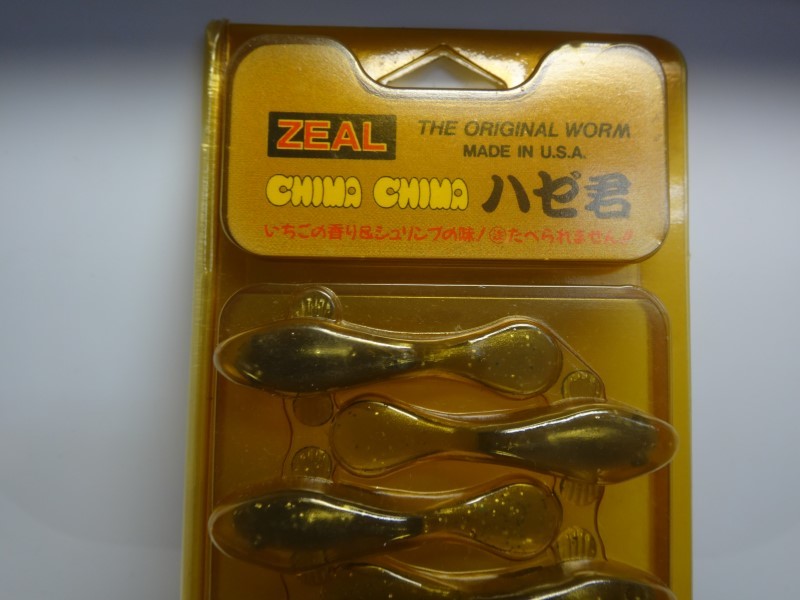 ZEAL
THE ORIGINAL WORM
MADE IN U.S.A.
CHIMA CHIMA ハゼ君
いちごの香り&シュリンプの味!㊟たべられません!!